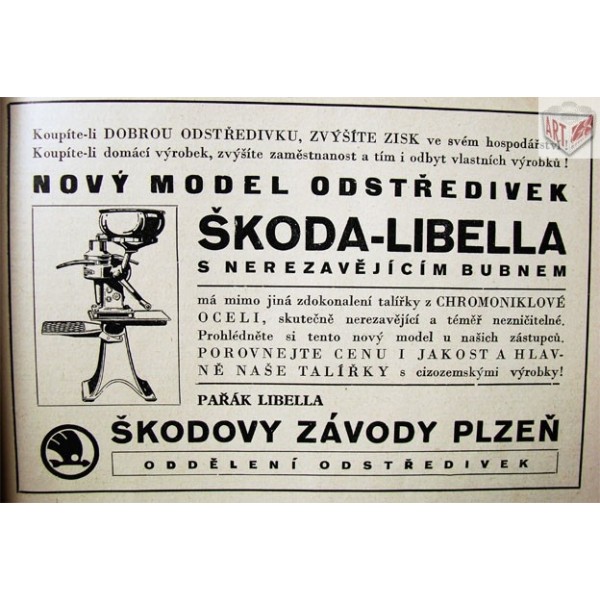 ART
Koupíte-li DOBROU ODSTŘEDIVKU, ZVÝŠÍTE ZISK ve svém hospodářství
Koupíte-li domácí výrobek, zvýšíte zaměstnanost a tím i odbyt vlastních výrobků!
NOVÝ MODEL ODSTŘEDIVEK
ŠKODA-LIBELLA
S NEREZAVĚJÍCÍM BUBNEM
má mimo jiná zdokonalení talířky z CHROMONIKLOVÉ
OCELI, skutečně nerezavějící a téměř nezničitelné.
Prohlédněte si tento nový model u našich zástupců.
POROVNEJTE CENU I JAKOST A HLAV-
NĚ NAŠE TALÍŘKY s cizozemskými výrobky!
PAŘÁK LIBELLA
ŠKODOVY ZÁVODY PLZEŇ
ODDĚLENÍ ODSTŘEDIVEK